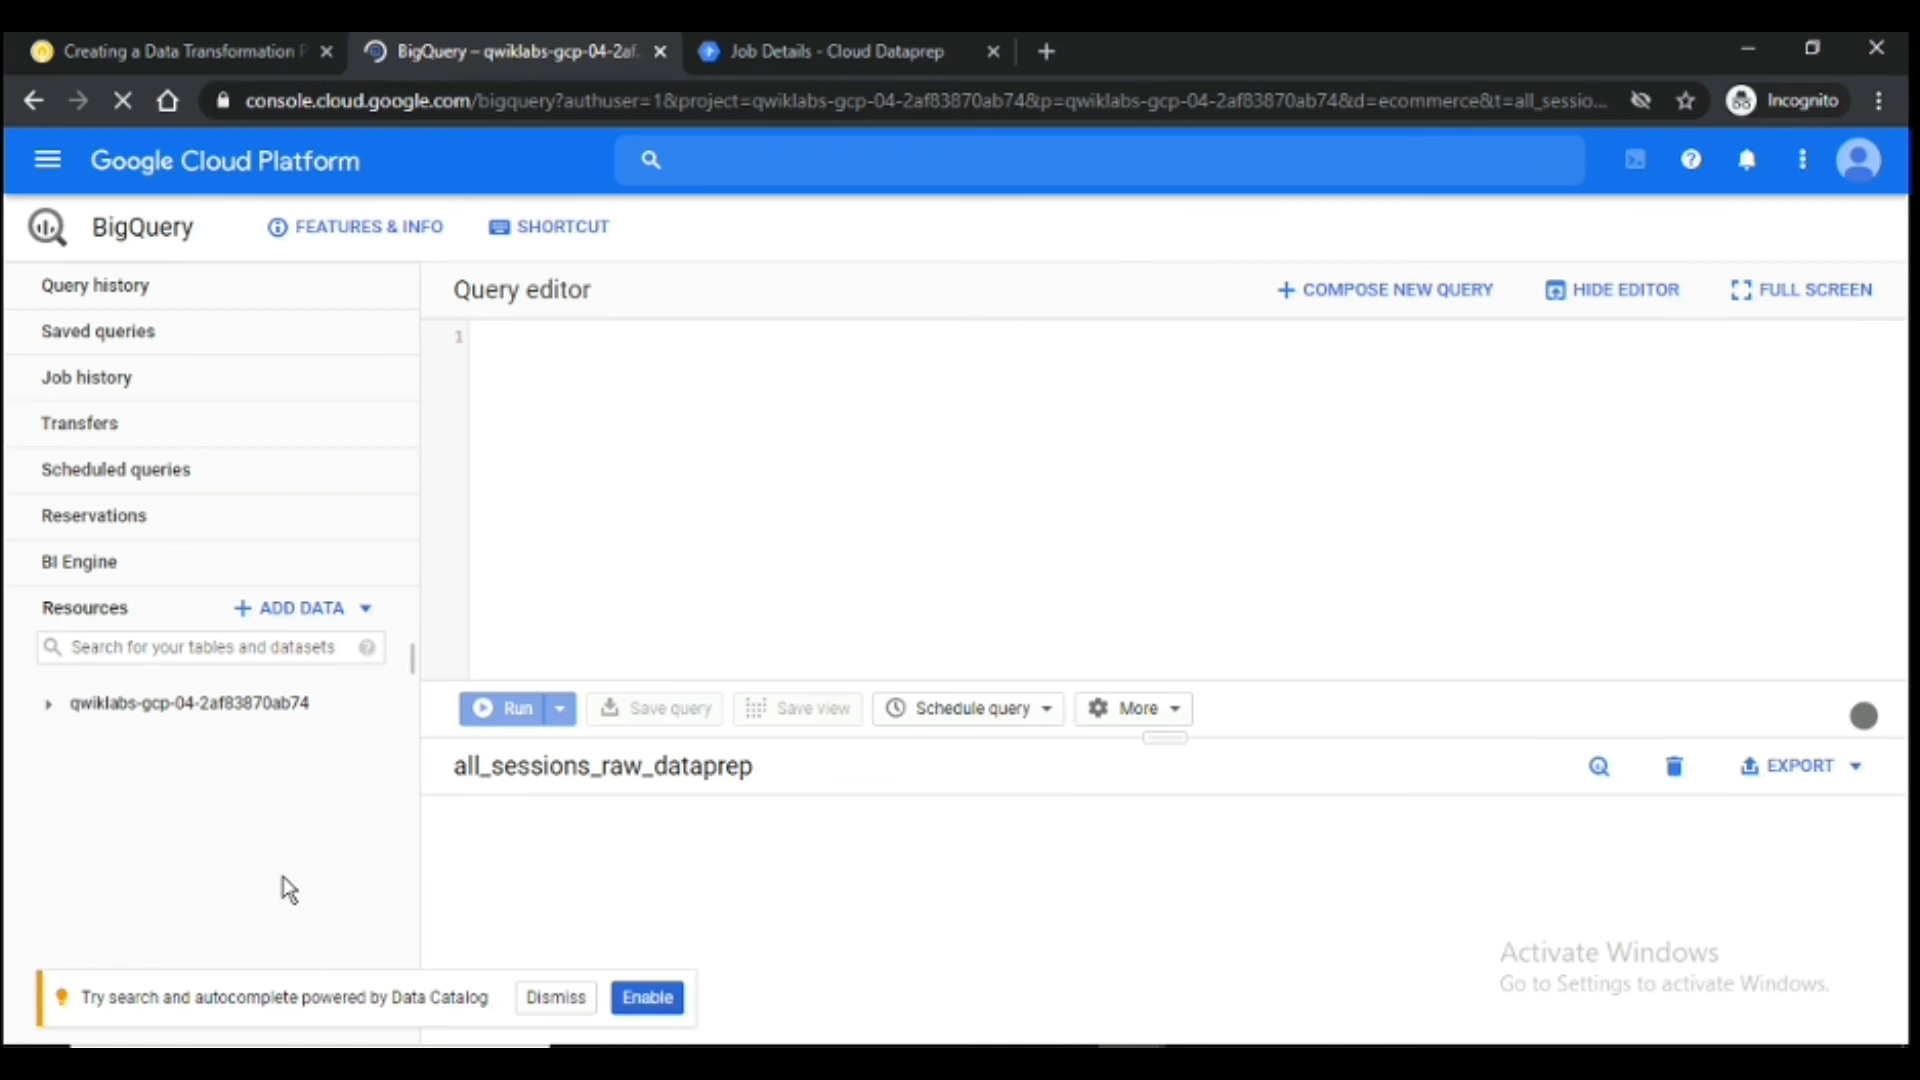 Creating a Data Transformation P
BigQuery – qwiklabs-gcp-04-2af
Job Details - Cloud Dataprep
console.cloud.google.com/bigquery?authuser=1&project=qwiklabs-gcp-04-2af83870ab74&p=qwiklabs-gcp-04-2af83870ab74&d=ecommerce&t=all_sessio...
Incognito
Google Cloud Platform
BigQuery
FEATURES & INFO
SHORTCUT
Query history
Saved queries
Job history
Transfers
Scheduled queries
Reservations
BI Engine
Resources
+ ADD DATA
Search for your tables and datasets
qwiklabs-gcp-04-2af83870ab74
Query editor
+ COMPOSE NEW QUERY
HIDE EDITOR
FULL SCREEN
1
Run
Save query
Save view
Schedule query
More
all_sessions_raw_dataprep
EXPORT
Try search and autocomplete powered by Data Catalog
Dismiss
Enable
Activate Windows
Go to Settings to activate Windows.